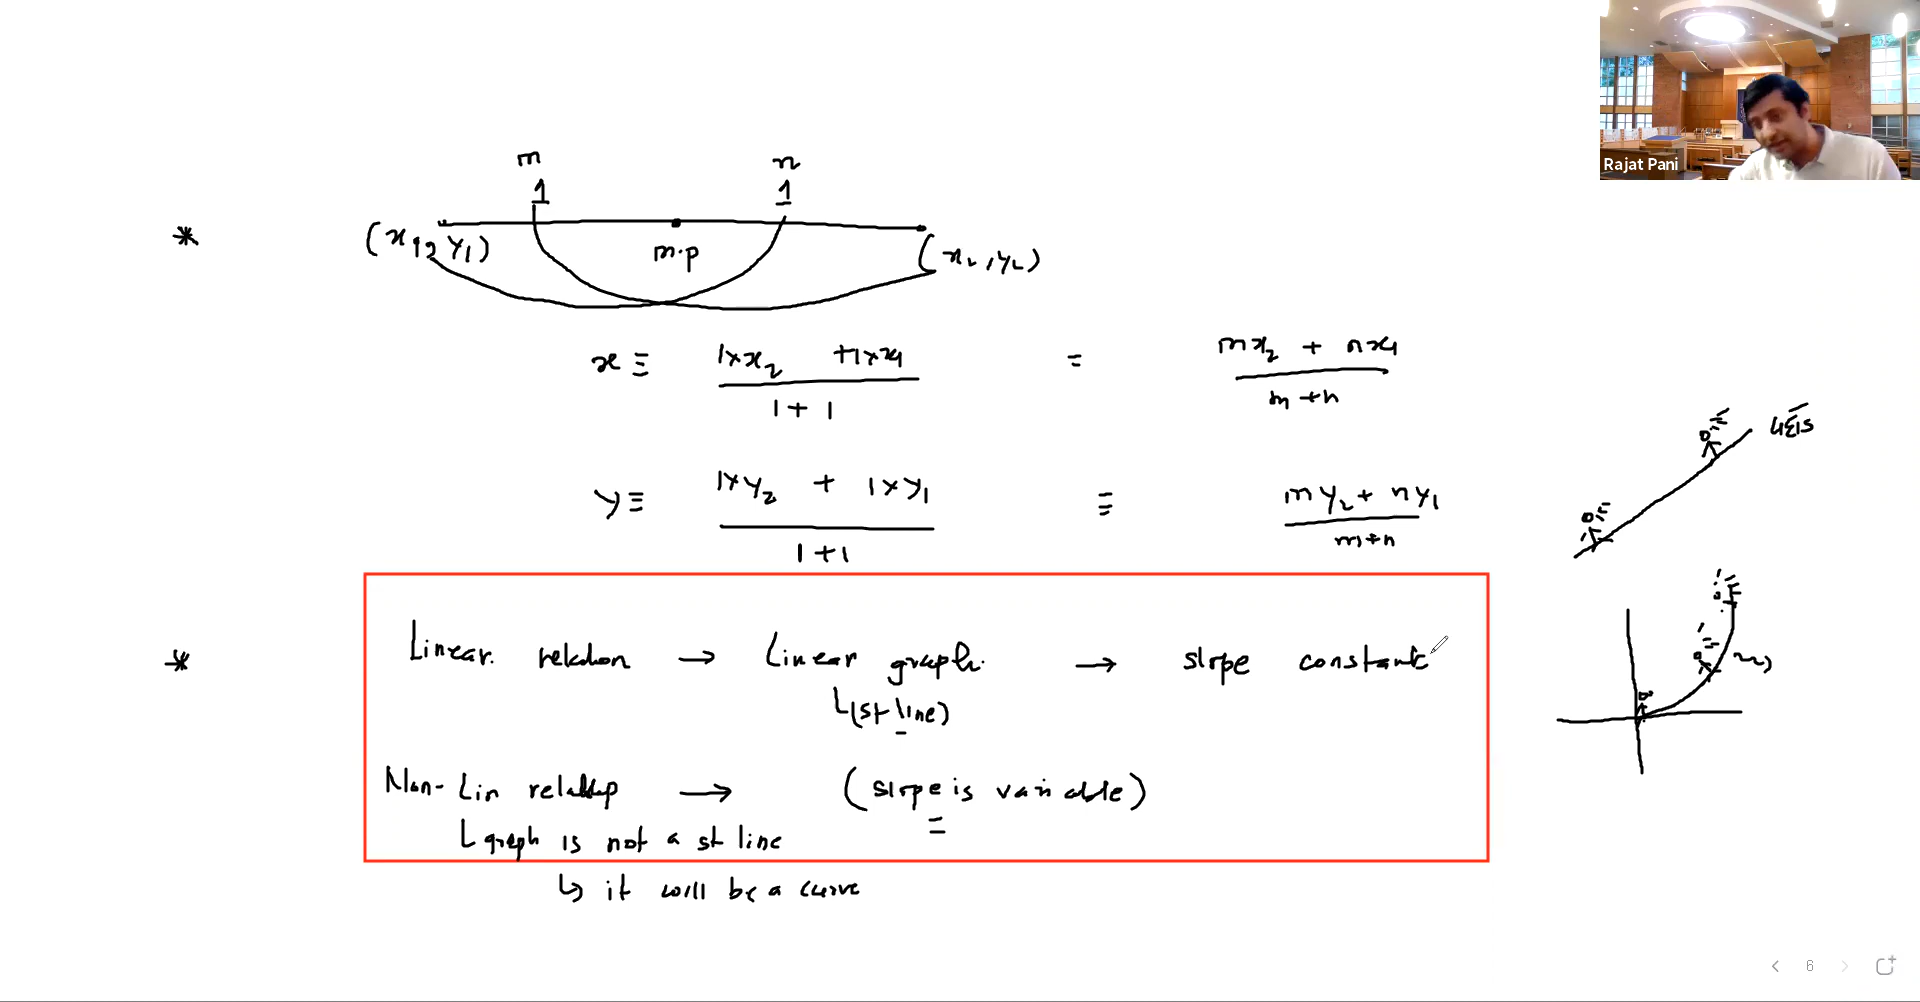 Rajat Pani
m n
1 1
* (x1, y1) m.p (x2, y2)
x ≡ 1×x2 +1×x1 / 1+1 = mx2 + nx1 / m+n
y ≡ 1×y2 + 1×y1 / 1+1 ≡ my2 + ny1 / m+n
45
* Linear relation → Linear graph → slope constant
(st line)
Non-Lin → (slope is variable)
graph is not a st line
↳ it will be a curve
6